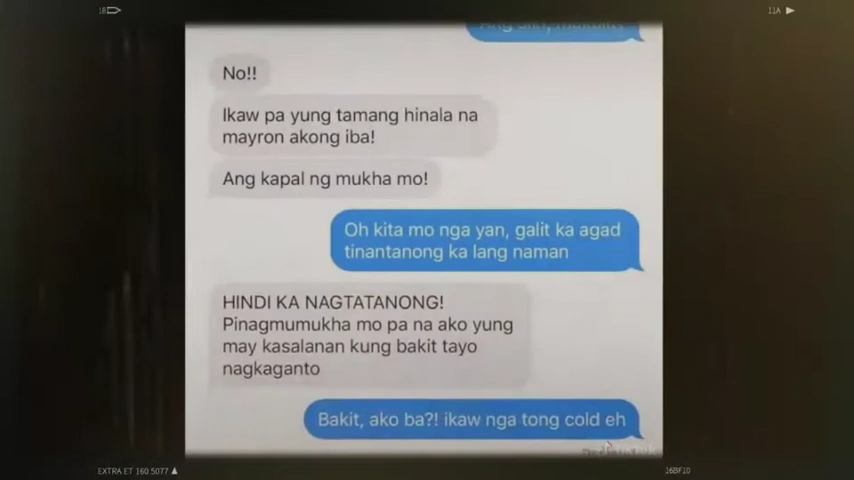 18
11A
No!!
Ikaw pa yung tamang hinala na
mayron akong iba!
Ang kapal ng mukha mo!
Oh kita mo nga yan, galit ka agad
tinantanong ka lang naman
HINDI KA NAGTATANONG!
Pinagmumukha mo pa na ako yung
may kasalanan kung bakit tayo
nagkaganto
Bakit, ako ba?! ikaw nga tong cold eh
EXTRA ET 160 5077
16BF10